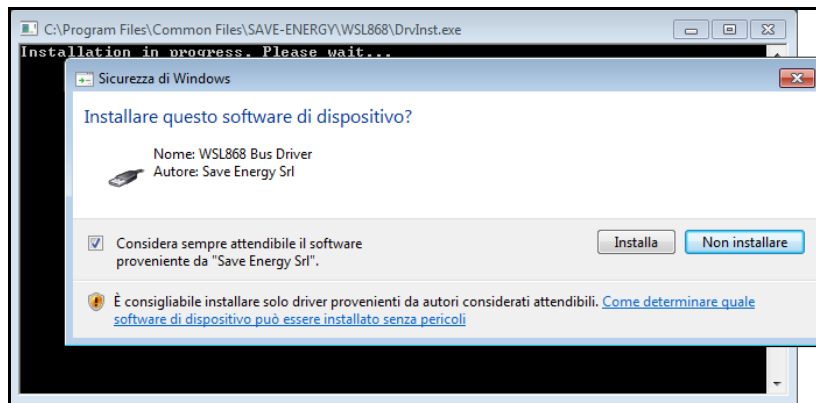 C:\Program Files\Common Files\SAVE-ENERGY\WSL868\DrvInst.exe
Installation in progress. Please wait...
Sicurezza di Windows
Installare questo software di dispositivo?
Nome: WSL868 Bus Driver
Autore: Save Energy Srl
Considera sempre attendibile il software
proveniente da "Save Energy Srl".
Installa
Non installare
È consigliabile installare solo driver provenienti da autori considerati attendibili. Come determinare quale
software di dispositivo può essere installato senza pericoli